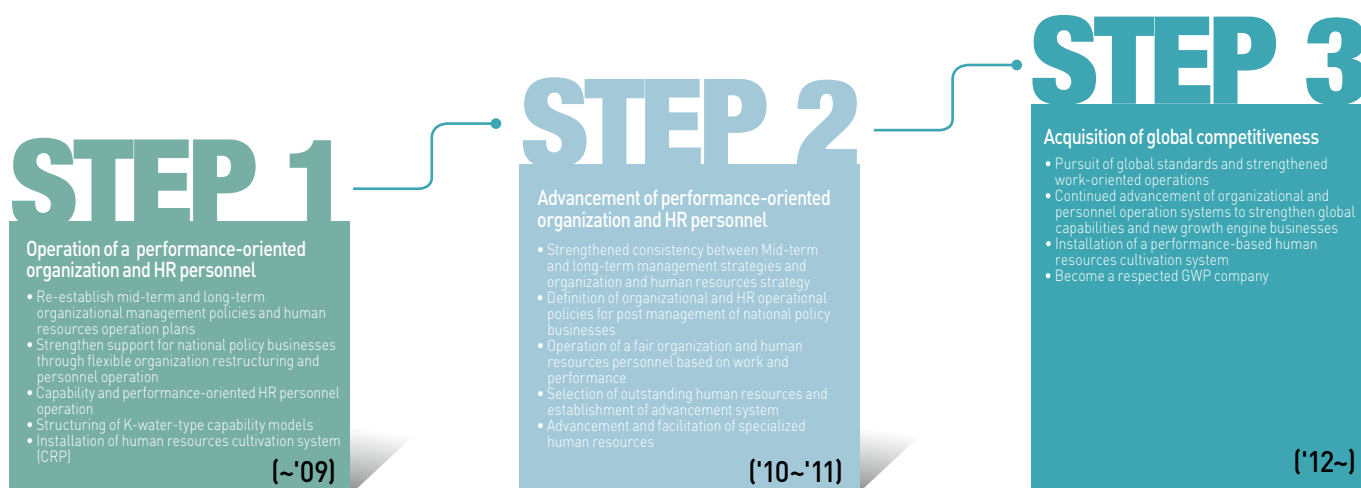 STEP 1
Operation of a performance-oriented
organization and HR personnel
• Re-establish mid-term and long-term
organizational management policies and human
resources operation plans
• Strengthen support for national policy businesses
through flexible organization restructuring and
personnel operation
• Capability and performance-oriented HR personnel
operation
• Structuring of K-water-type capability models
• Installation of human resources cultivation system
(CRP)
(~'09)
STEP 2
Advancement of performance-oriented
organization and HR personnel
• Strengthened consistency between Mid-term
and long-term management strategies and
organization and human resources strategy
• Definition of organizational and HR operational
policies for post management of national policy
businesses
• Operation of a fair organization and human
resources personnel based on work and
performance
• Selection of outstanding human resources and
establishment of advancement system
• Advancement and facilitation of specialized
human resources
('10~'11)
STEP 3
Acquisition of global competitiveness
• Pursuit of global standards and strengthened
work-oriented operations
• Continued advancement of organizational and
personnel operation systems to strengthen global
capabilities and new growth engine businesses
• Installation of a performance-based human
resources cultivation system
• Become a respected GWP company
('12~)